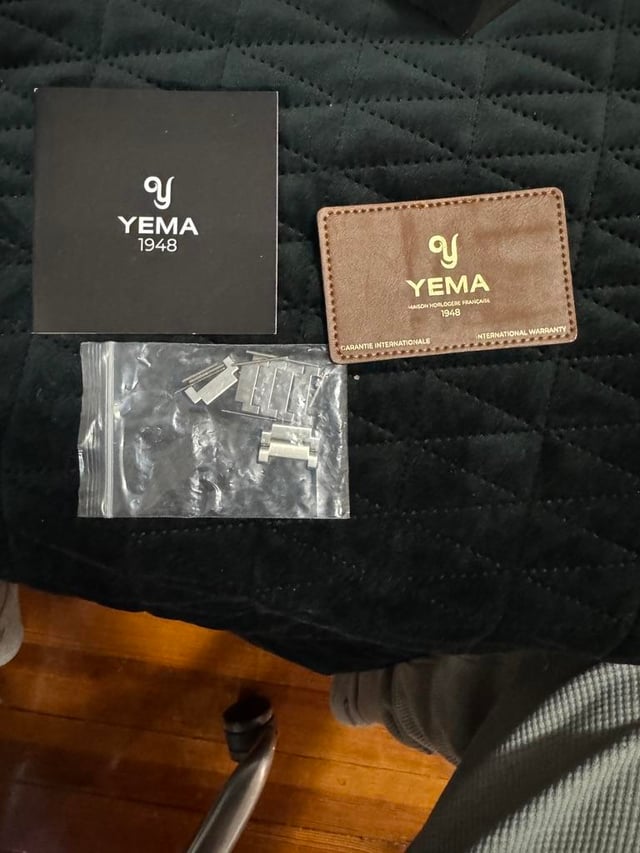 YEMA
1948
YEMA
MAISON HORLOGÈRE FRANÇAISE
1948
GARANTIE INTERNATIONALE
INTERNATIONAL WARRANTY